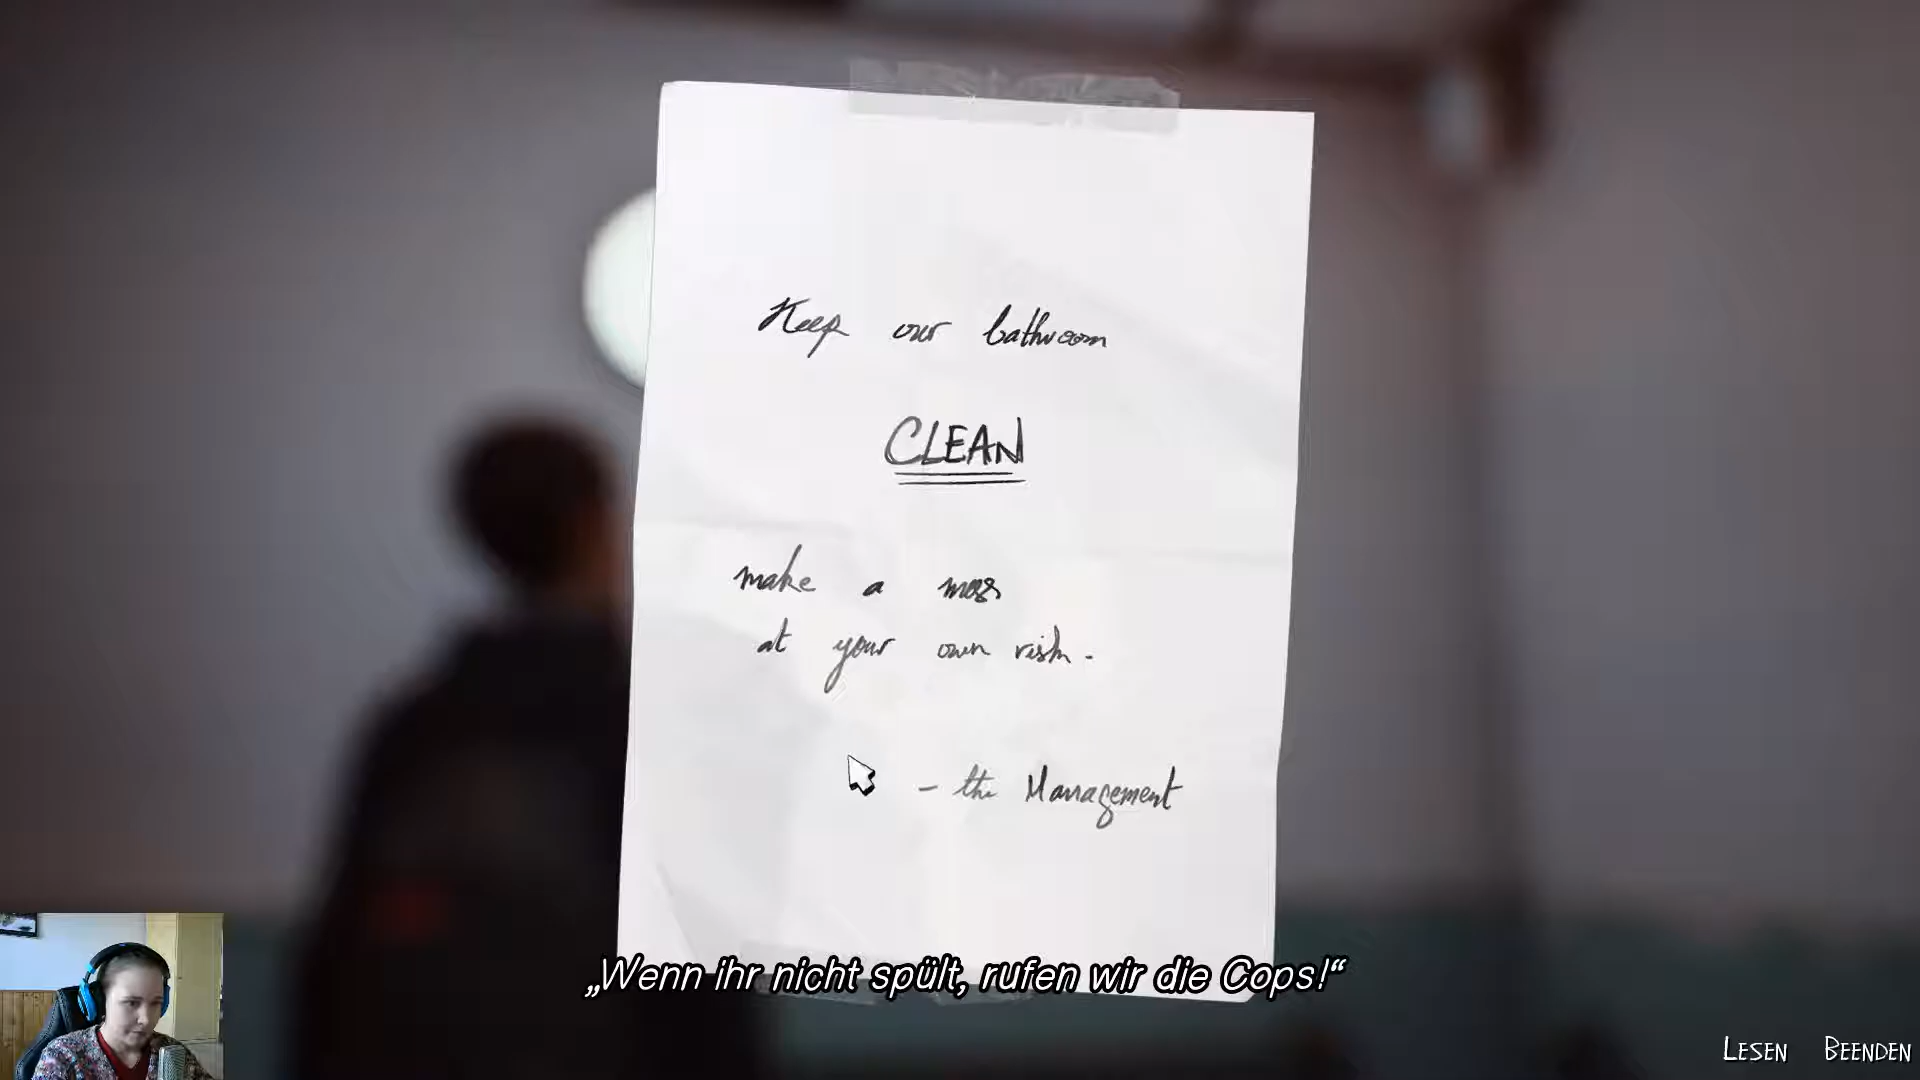 Keep our bathroom
CLEAN
make a mess
at your own risk.
- the Management
„Wenn ihr nicht spült, rufen wir die Cops!“
LESEN BEENDEN